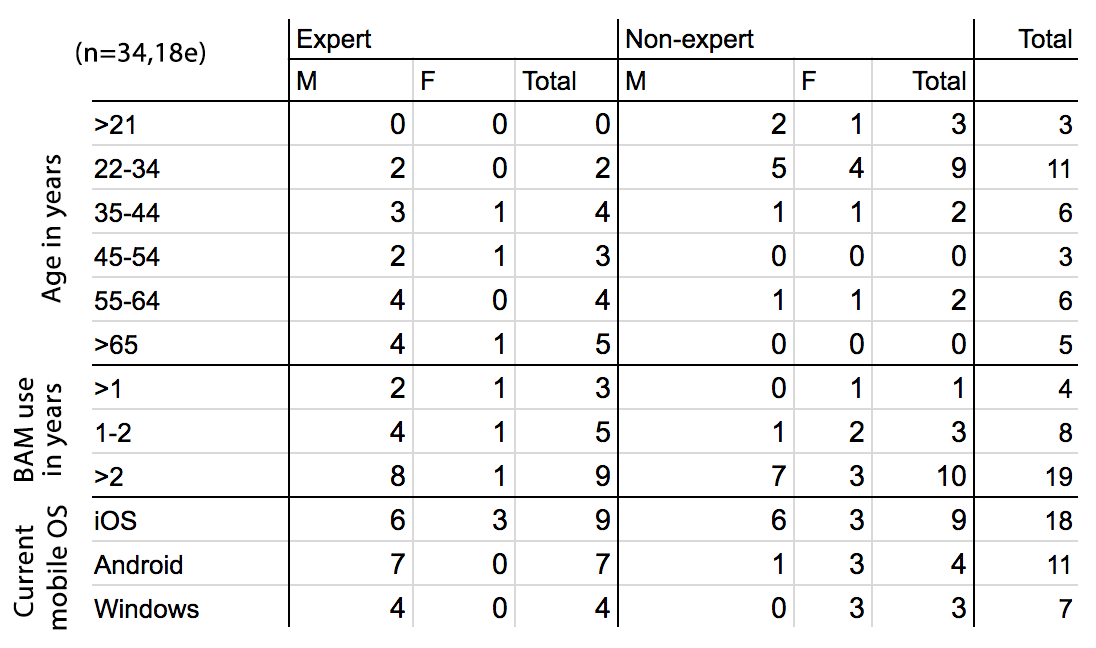 (n=34,18e) Expert Non-expert Total
M F Total M F Total
Age in years
>21 0 0 0 2 1 3 3
22-34 2 0 2 5 4 9 11
35-44 3 1 4 1 1 2 6
45-54 2 1 3 0 0 0 3
55-64 4 0 4 1 1 2 6
>65 4 1 5 0 0 0 5
BAM use
in years
>1 2 1 3 0 1 1 4
1-2 4 1 5 1 2 3 8
>2 8 1 9 7 3 10 19
Current
mobile OS
iOS 6 3 9 6 3 9 18
Android 7 0 7 1 3 4 11
Windows 4 0 4 0 3 3 7